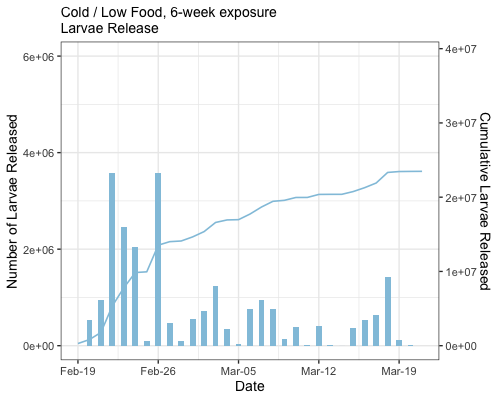 Cold / Low Food, 6-week exposure
Larvae Release
6e+06
4e+06
2e+06
0e+00
Number of Larvae Released
4e+07
3e+07
2e+07
1e+07
0e+00
Cumulative Larvae Released
Feb-19
Feb-26
Mar-05
Mar-12
Mar-19
Date